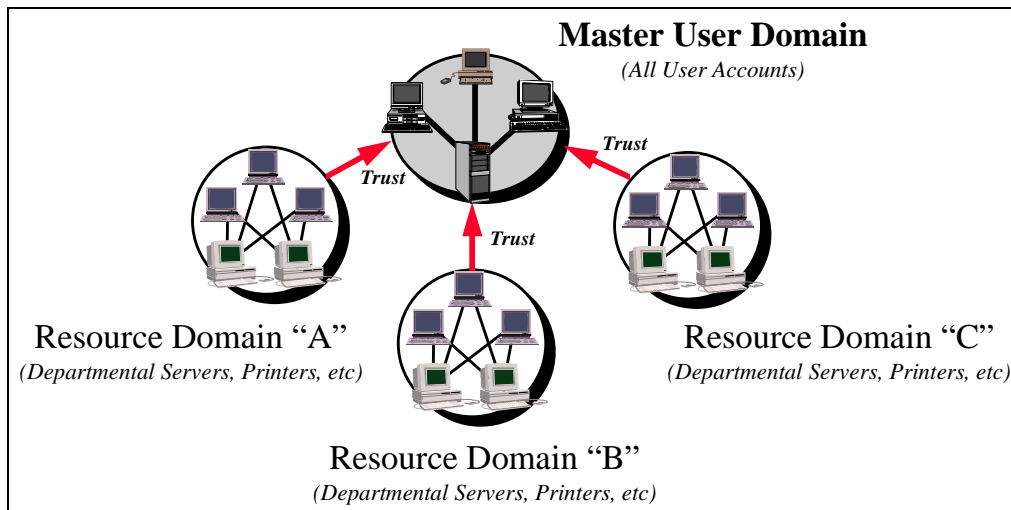 Master User Domain
(All User Accounts)
Trust
Trust
Trust
Resource Domain “A”
(Departmental Servers, Printers, etc)
Resource Domain “C”
(Departmental Servers, Printers, etc)
Resource Domain “B”
(Departmental Servers, Printers, etc)